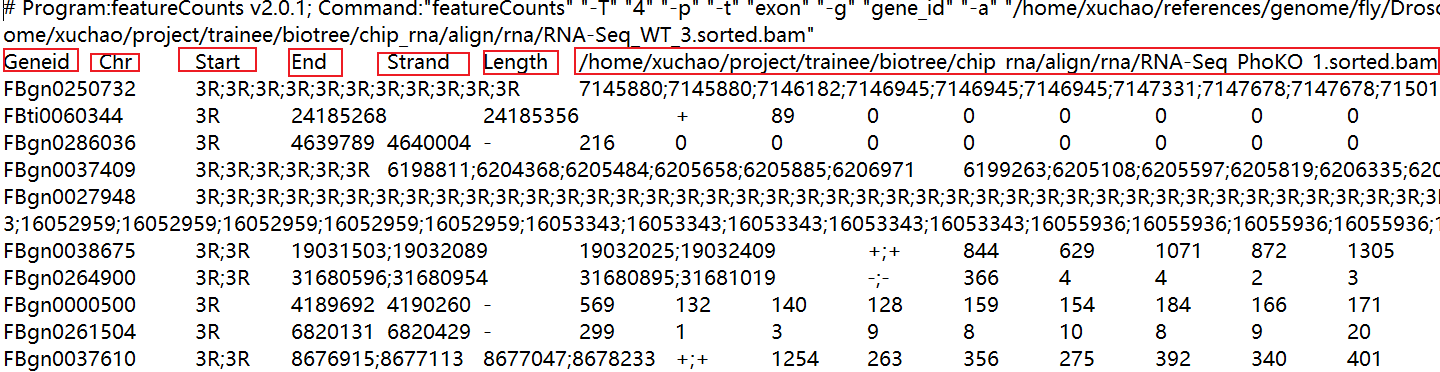 # Program:featureCounts v2.0.1; Command:"featureCounts" "-T" "4" "-p" "-t" "exon" "-g" "gene_id" "-a" "/home/xuchao/references/genome/fly/Droso
ome/xuchao/project/trainee/biotree/chip_rna/align/rna/RNA-Seq_WT_3.sorted.bam"
Geneid Chr Start End Strand Length /home/xuchao/project/trainee/biotree/chip_rna/align/rna/RNA-Seq_PhoKO_1.sorted.bam
FBgn0250732 3R;3R;3R;3R;3R;3R;3R;3R;3R;3R;3R 7145880;7145880;7146182;7146945;7146945;7146945;7147331;7147678;7147678;71501
FBti0060344 3R 24185268 24185356 + 89 0 0 0 0 0
FBgn0286036 3R 4639789 4640004 - 216 0 0 0 0 0 0
FBgn0037409 3R;3R;3R;3R;3R;3R 6198811;6204368;6205484;6205658;6205885;6206971 6199263;6205108;6205597;6205819;6206335;620
FBgn0027948 3R;3R;3R;3R;3R;3R;3R;3R;3R;3R;3R;3R;3R;3R;3R;3R;3R;3R;3R;3R;3R;3R;3R;3R;3R;3R;3R;3R;3R;3R;3R;3R;3R;3
3;16052959;16052959;16052959;16052959;16052959;16053343;16053343;16053343;16053343;16053343;16055936;16055936;16055936;1
FBgn0038675 3R;3R 19031503;19032089 19032025;19032409 +;+ 844 629 1071 872 1305
FBgn0264900 3R;3R 31680596;31680954 31680895;31681019 -;- 366 4 4 2 3
FBgn0000500 3R 4189692 4190260 - 569 132 140 128 159 154 184 166 171
FBgn0261504 3R 6820131 6820429 - 299 1 3 9 8 10 8 9 20
FBgn0037610 3R;3R 8676915;8677113 8677047;8678233 +;+ 1254 263 356 275 392 340 401